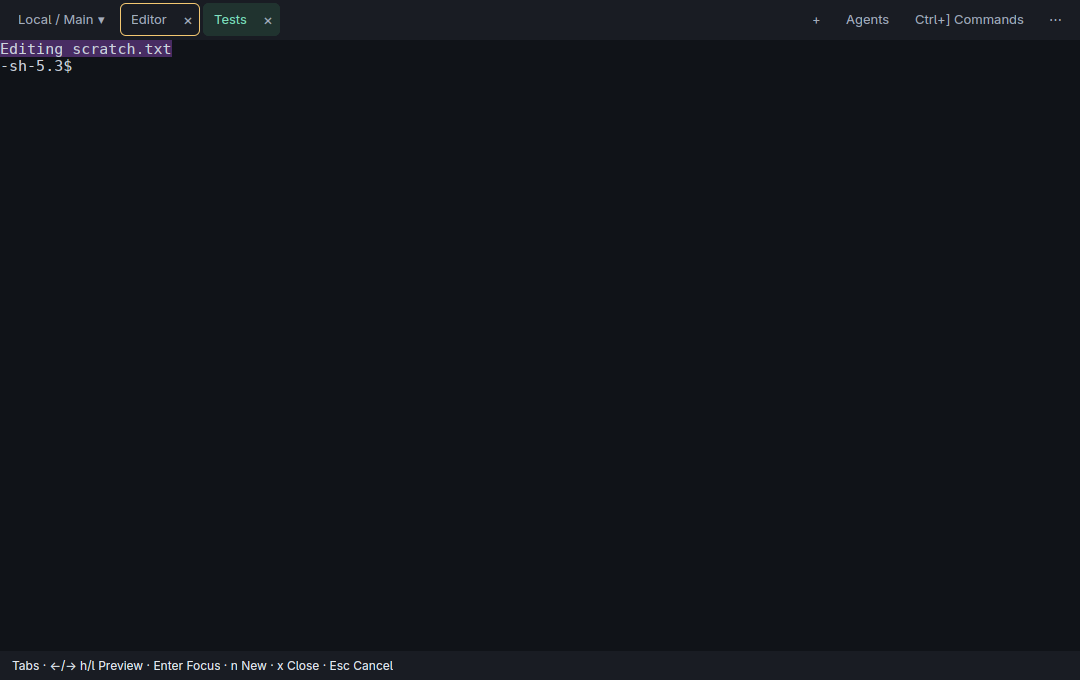 Local / Main ▾ Editor × Tests × + Agents Ctrl+] Commands ⋯
Editing scratch.txt
-sh-5.3$
Tabs · ←/→ h/l Preview · Enter Focus · n New · x Close · Esc Cancel